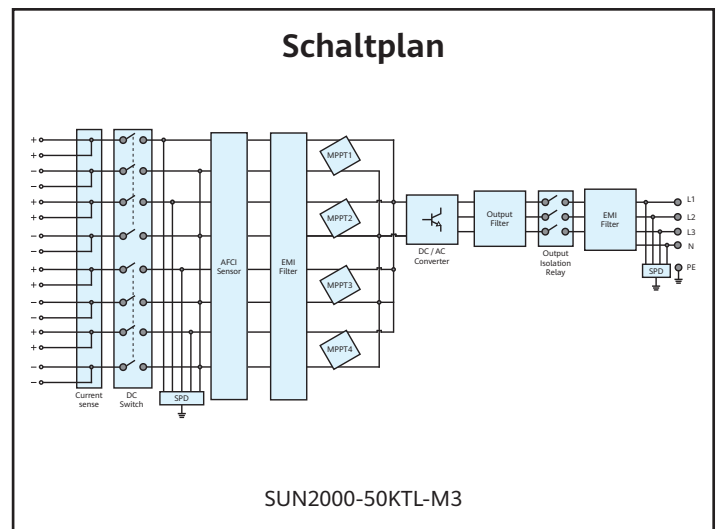 Schaltplan
+
+
−
−
+
+
−
−
+
+
−
−
+
+
−
−
Current
sense
DC
Switch
SPD
AFCI
Sensor
EMI
Filter
MPPT1
MPPT2
MPPT3
MPPT4
DC / AC
Converter
Output
Filter
Output
Isolation
Relay
EMI
Filter
SPD
L1
L2
L3
N
PE
SUN2000-50KTL-M3